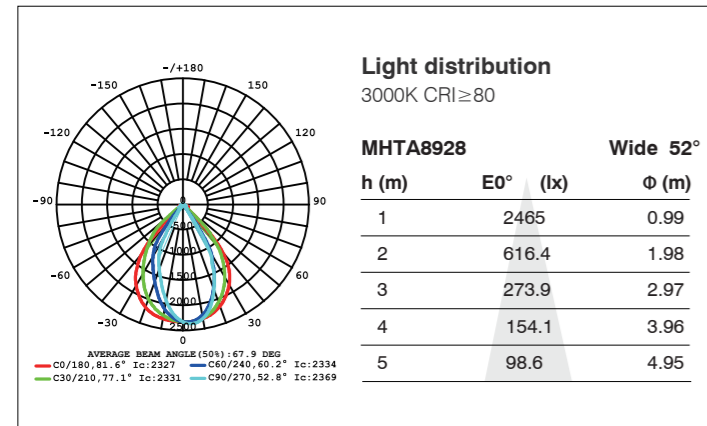 -/+180
-150 150
-120 120
-90 90
-60 60
-30 30
0
0
500
1000
1500
2000
2500
AVERAGE BEAM ANGLE(50%):67.9 DEG
C0/180,81.6° Ic:2327 C60/240,60.2° Ic:2334
C30/210,77.1° Ic:2331 C90/270,52.8° Ic:2369
Light distribution
3000K CRI≥80
MHTA8928 Wide 52°
h (m) E0° (lx) Φ (m)
1 2465 0.99
2 616.4 1.98
3 273.9 2.97
4 154.1 3.96
5 98.6 4.95